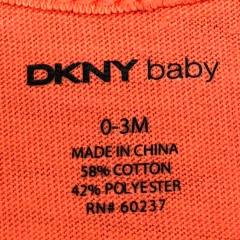 DKNY baby
0-3M
MADE IN CHINA
58% COTTON
42% POLYESTER
RN# 60237